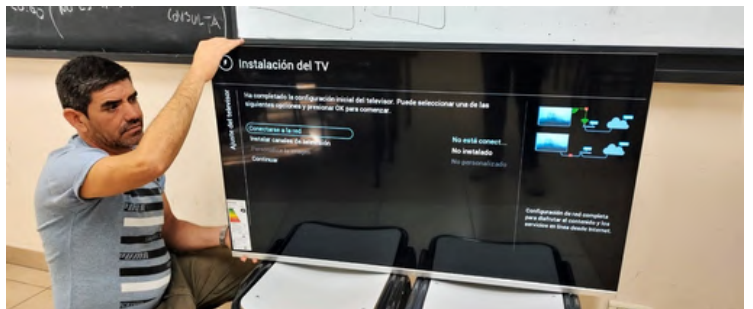 CONSULTA
Instalación del TV
Ajuste del televisor
Ha completado la configuración inicial del televisor. Puede seleccionar una de las
siguientes opciones y presionar OK para comenzar.
Conectarse a la red
No está conect...
Instalar canales de televisión
No instalado
No personalizado
Continuar
Configuración de red completa
para disfrutar el contenido y los
servicios en línea desde Internet.